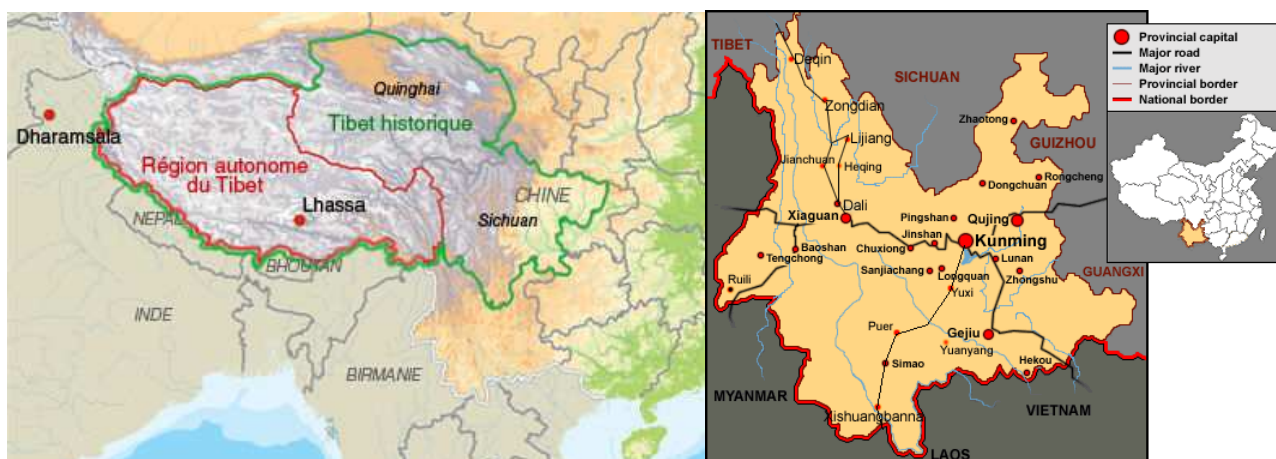 Quinghai
Tibet historique
Dharamsala
Région autonome
du Tibet
Lhassa
CHINE
Sichuan
NEPAL
BHOUTAN
INDE
BIRMANIE
Provincial capital
Major road
Major river
Provincial border
National border
TIBET
Deqin
SICHUAN
Zongdian
Zhaotong
GUIZHOU
Lijiang
Jianchuan
Heqing
Rongcheng
Dongchuan
Dali
Xiaguan
Pingshan
Qujing
Jinshan
Kunming
Baoshan
Chuxiong
Tengchong
Lunan
GUANGXI
Sanjiachang
Longquan
Zhongshu
Ruili
Yuxi
Puer
Gejiu
Yuanyang
Simao
Hekou
MYANMAR
Xishuangbanna
VIETNAM
LAOS